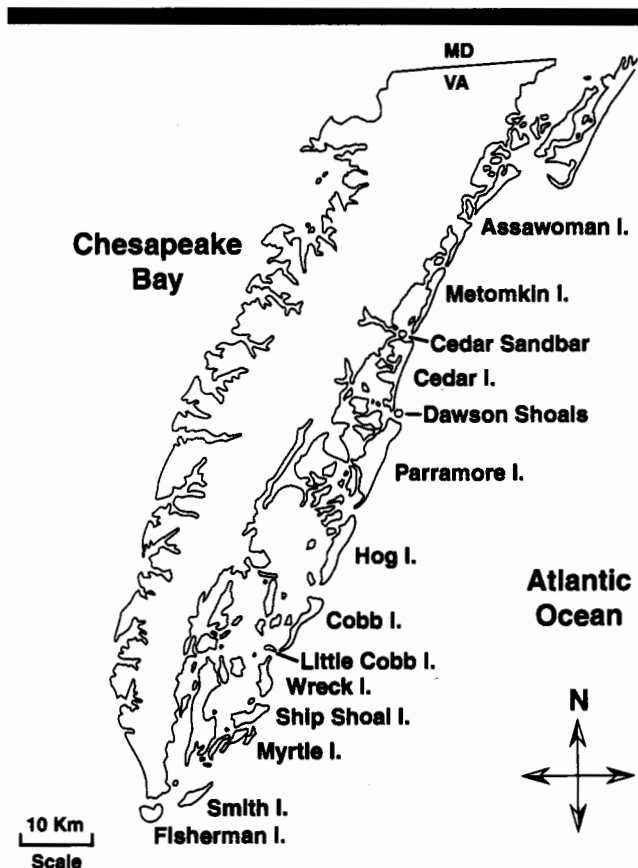 MD
VA
Chesapeake
Bay
Assawoman I.
Metomkin I.
Cedar Sandbar
Cedar I.
Dawson Shoals
Parramore I.
Hog I.
Atlantic
Ocean
Cobb I.
Little Cobb I.
Wreck I.
Ship Shoal I.
Myrtle I.
N
Smith I.
Fisherman I.
10 Km
Scale